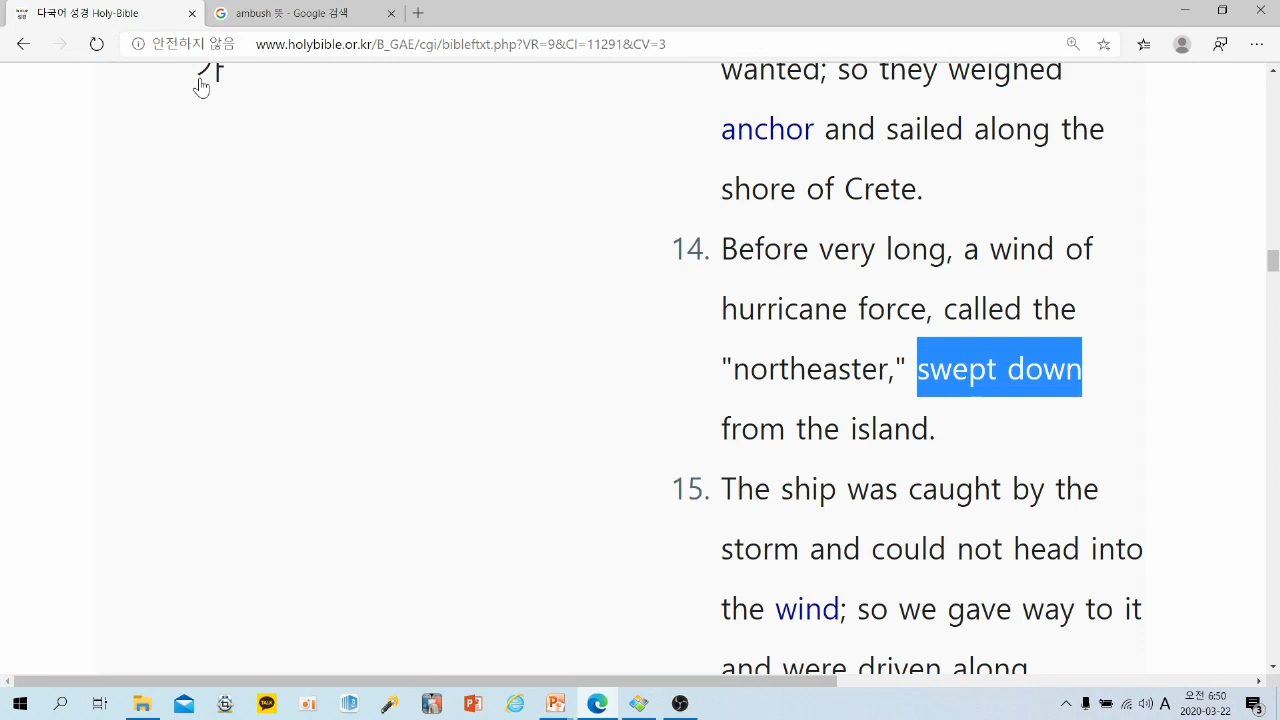 다국어 성경 Holy-Bible
ambush 뜻 - Google 검색
안전하지 않음
www.holybible.or.kr/B_GAE/cgi/bibleftxt.php?VR=9&CI=11291&CV=3
가
wanted; so they weighed
anchor and sailed along the
shore of Crete.
14. Before very long, a wind of
hurricane force, called the
"northeaster," swept down
from the island.
15. The ship was caught by the
storm and could not head into
the wind; so we gave way to it
and were driven along.
A
오전 6:50
2020-03-22
3